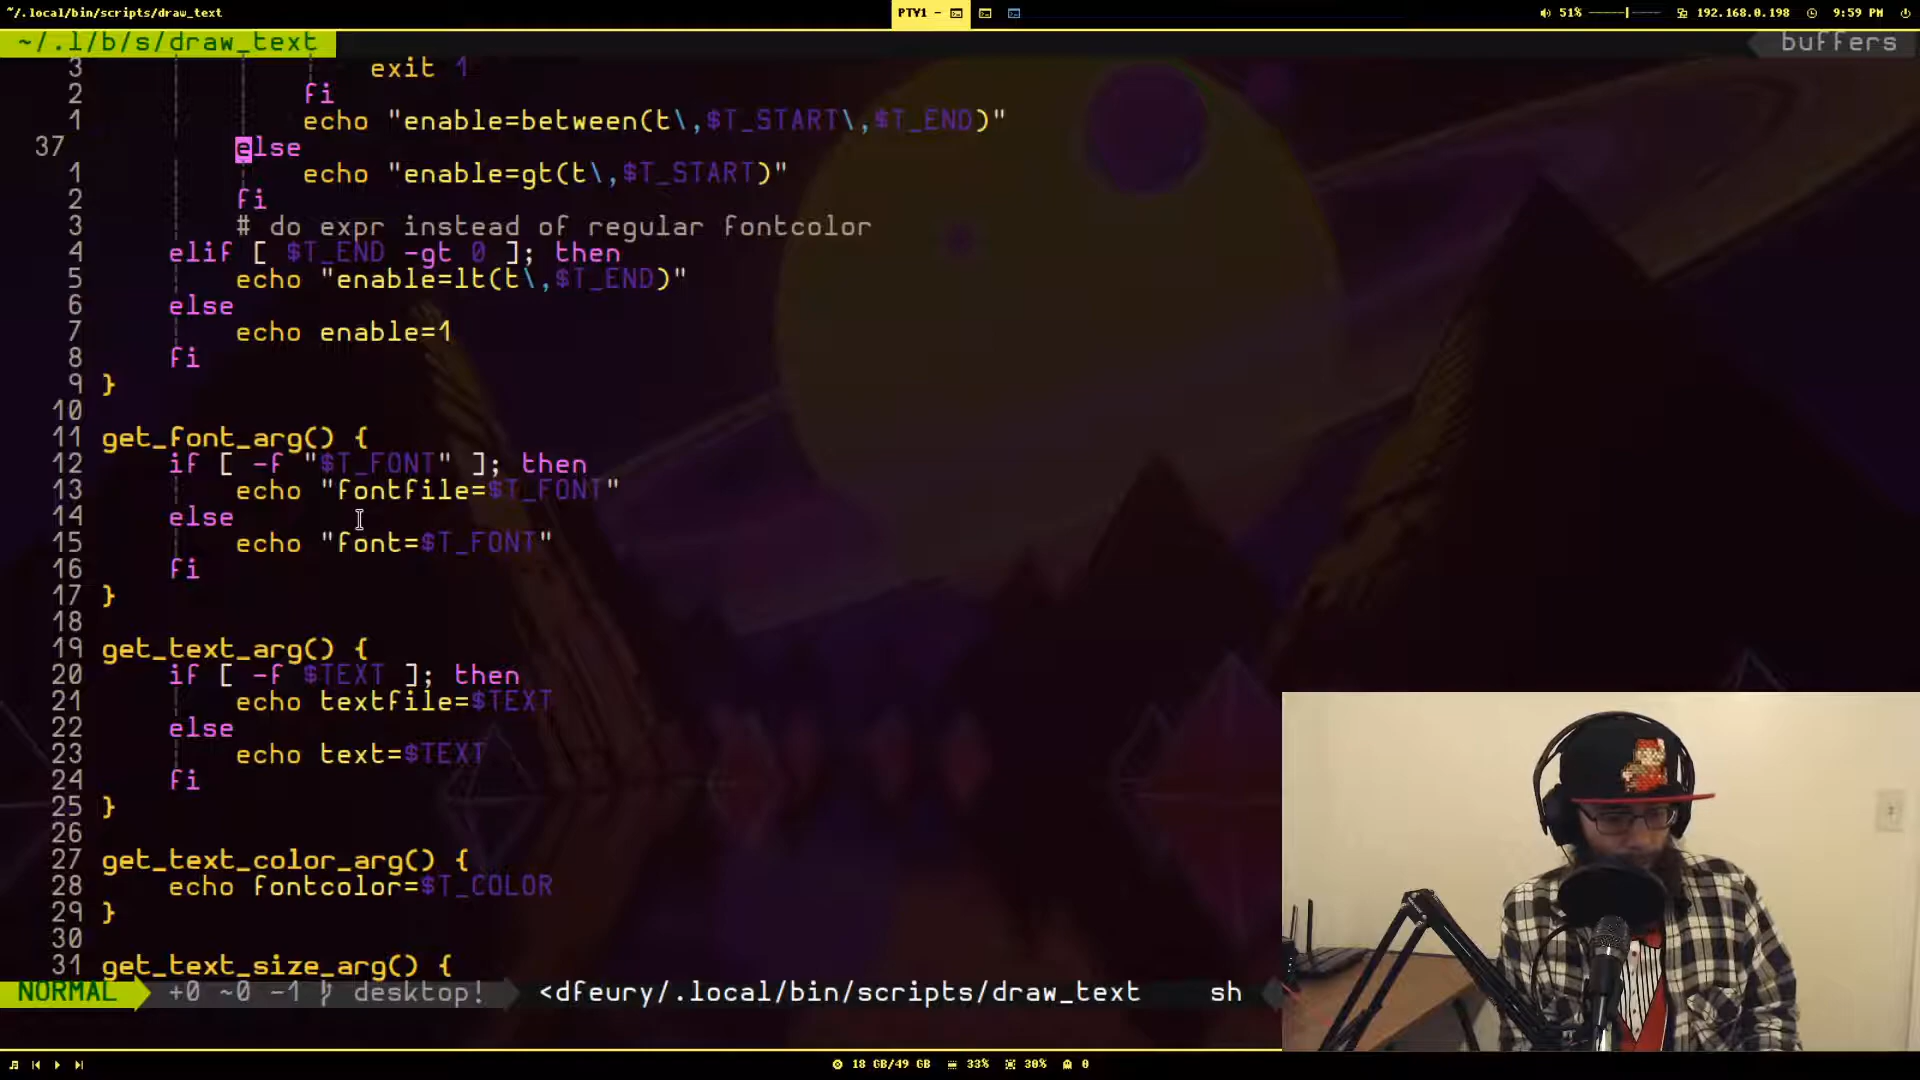 ~/.local/bin/scripts/draw_text PTY1 - 51% 192.168.0.198 9:59 PM
~/.l/b/s/draw_text buffers
3 exit 1
2 fi
1 echo "enable=between(t\,$T_START\,$T_END)"
37 else
1 echo "enable=gt(t\,$T_START)"
2 fi
3 # do expr instead of regular fontcolor
4 elif [ $T_END -gt 0 ]; then
5 echo "enable=lt(t\,$T_END)"
6 else
7 echo enable=1
8 fi
9 }
10
11 get_font_arg() {
12 if [ -f "$T_FONT" ]; then
13 echo "fontfile=$T_FONT"
14 else
15 echo "font=$T_FONT"
16 fi
17 }
18
19 get_text_arg() {
20 if [ -f $TEXT ]; then
21 echo textfile=$TEXT
22 else
23 echo text=$TEXT
24 fi
25 }
26
27 get_text_color_arg() {
28 echo fontcolor=$T_COLOR
29 }
30
31 get_text_size_arg() {
NORMAL +0 ~0 -1 desktop! <dfeury/.local/bin/scripts/draw_text sh
18 GB/49 GB 33% 30% 0